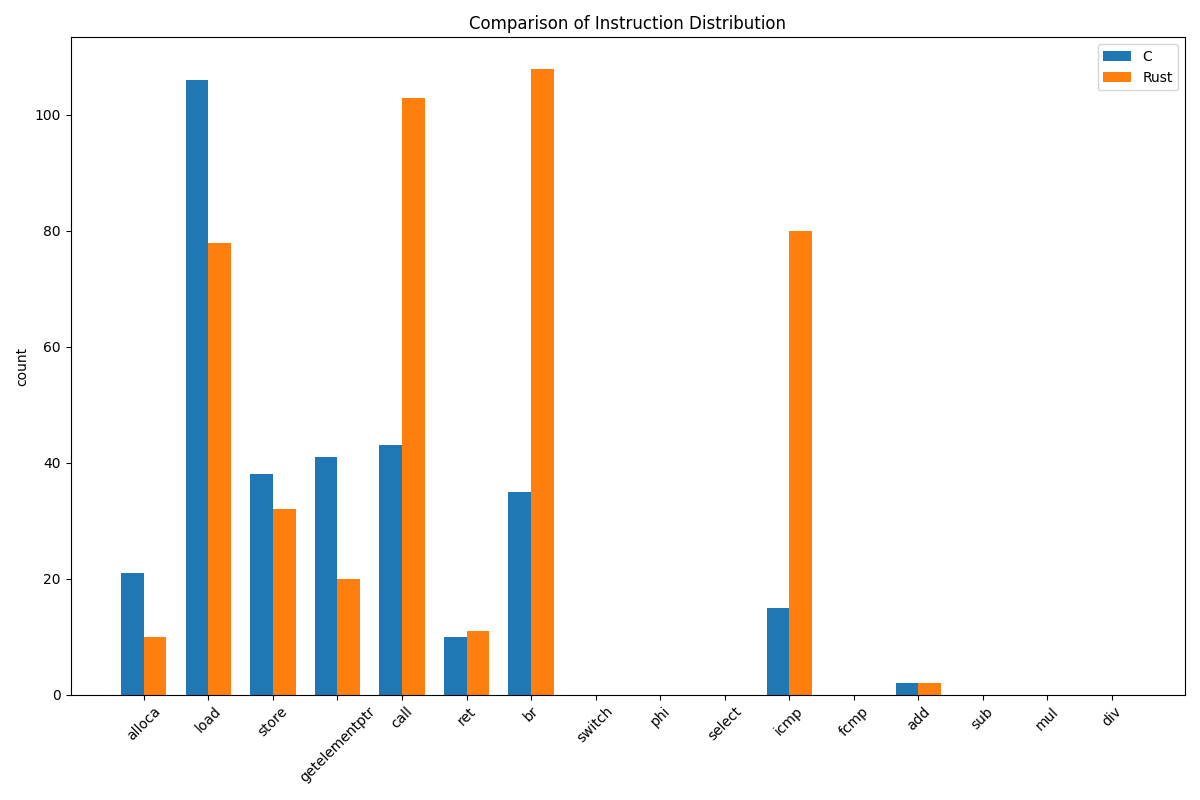 Comparison of Instruction Distribution
C
Rust
count
100
80
60
40
20
0
alloca
load
store
getelementptr
call
ret
br
switch
phi
select
icmp
fcmp
add
sub
mul
div